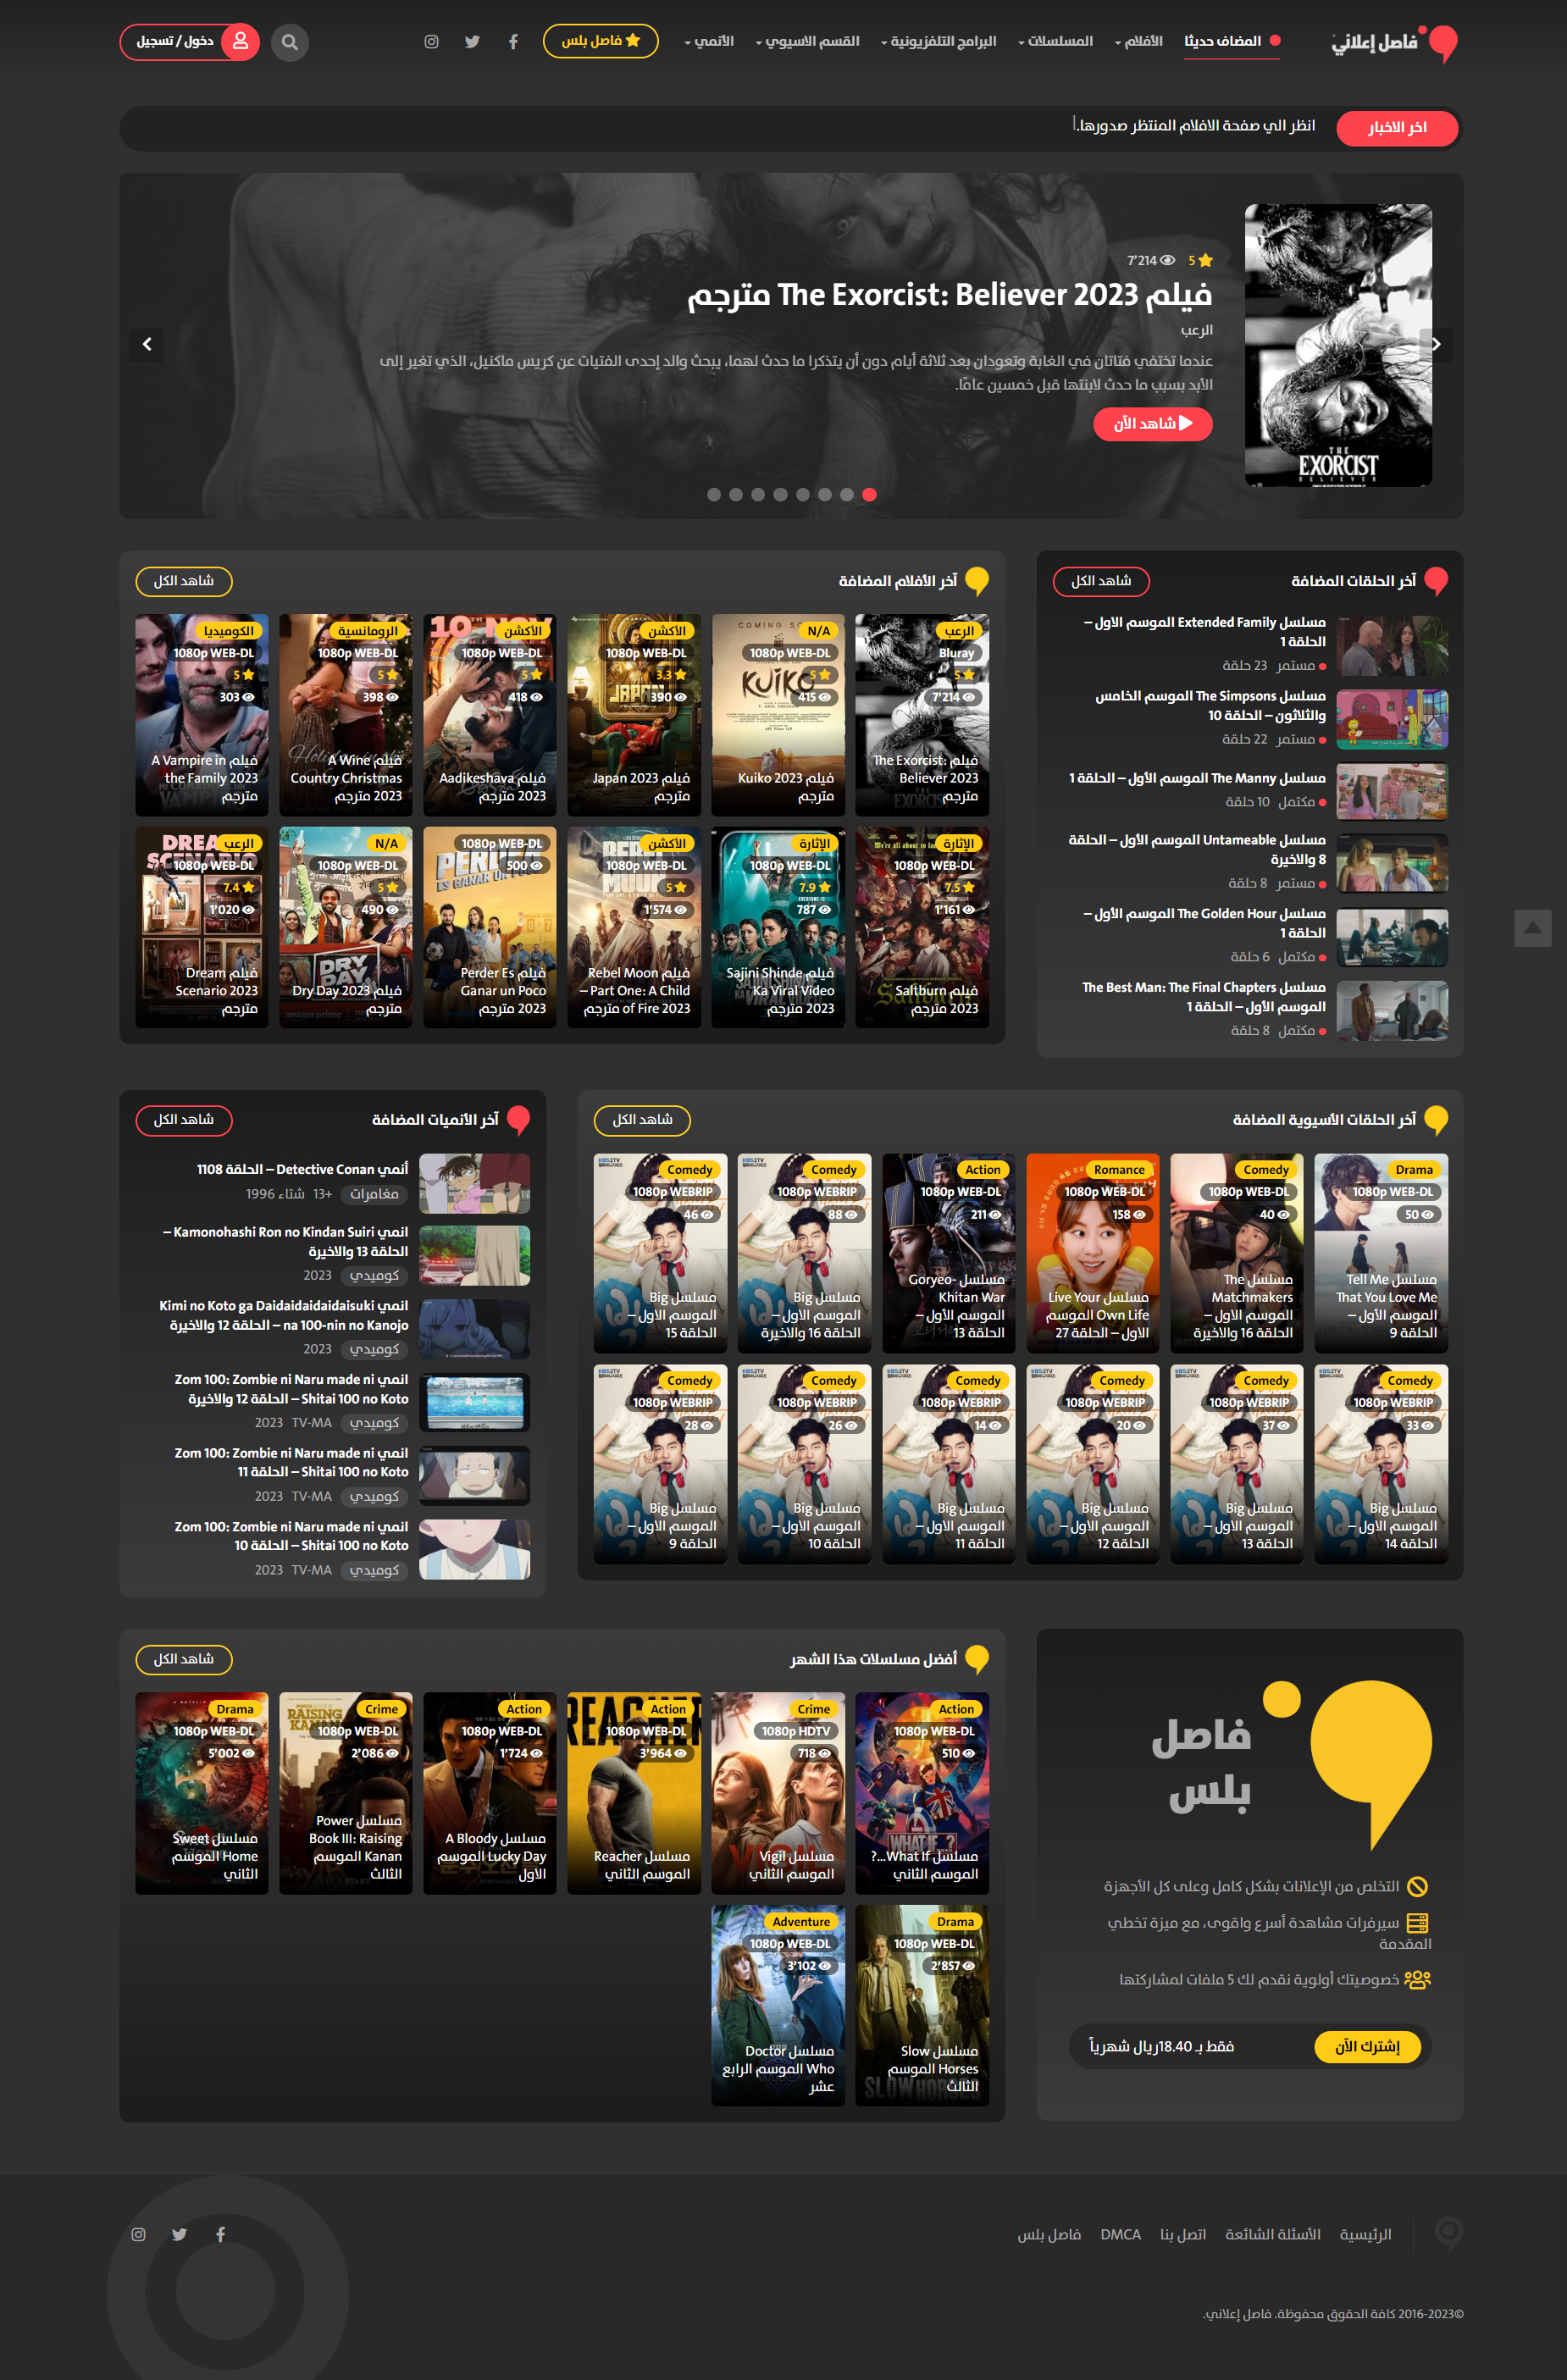 فاصل إعلاني
المضاف حديثا
الأفلام
المسلسلات
البرامج التلفزيونية
القسم الاسيوي
الأنمي
فاصل بلس
دخول / تسجيل
اخر الاخبار
انظر الي صفحة الافلام المنتظر صدورها.
5 7٬214
فيلم The Exorcist: Believer 2023 مترجم
الرعب
عندما تختفي فتاتان في الغابة وتعودان بعد ثلاثة أيام دون أن يتذكرا ما حدث لهما، يبحث والد إحدى الفتيات عن كريس ماكنيل، الذي تغير إلى
الأبد بسبب ما حدث لابنتها قبل خمسين عامًا.
شاهد الآن
THE
EXORCIST
BELIEVER
آخر الحلقات المضافة
شاهد الكل
مسلسل Extended Family الموسم الاول –
الحلقة 1
مستمر 23 حلقة
مسلسل The Simpsons الموسم الخامس
والثلاثون – الحلقة 10
مستمر 22 حلقة
مسلسل The Manny الموسم الأول – الحلقة 1
مكتمل 10 حلقة
مسلسل Untameable الموسم الأول – الحلقة
8 والاخيرة
مستمر 8 حلقة
مسلسل The Golden Hour الموسم الأول –
الحلقة 1
مكتمل 6 حلقة
مسلسل The Best Man: The Final Chapters
الموسم الأول – الحلقة 1
مكتمل 8 حلقة
آخر الأفلام المضافة
شاهد الكل
الرعب
Bluray
5
7٬214
فيلم The Exorcist:
Believer 2023
مترجم
N/A
1080p WEB-DL
5
415
فيلم Kuiko 2023
مترجم
الأكشن
1080p WEB-DL
3.3
390
فيلم Japan 2023
مترجم
الأكشن
1080p WEB-DL
5
418
فيلم Aadikeshava
2023 مترجم
الرومانسية
1080p WEB-DL
5
398
فيلم A Wine
Country Christmas
2023 مترجم
الكوميديا
1080p WEB-DL
5
303
فيلم A Vampire in
the Family 2023
مترجم
الإثارة
1080p WEB-DL
7.5
1٬161
فيلم Saltburn
2023 مترجم
الإثارة
1080p WEB-DL
7.9
787
فيلم Sajini Shinde
Ka Viral Video
2023 مترجم
الأكشن
1080p WEB-DL
5
1٬574
فيلم Rebel Moon
– Part One: A Child
of Fire 2023 مترجم
1080p WEB-DL
500
فيلم Perder Es
Ganar un Poco
2023 مترجم
N/A
1080p WEB-DL
5
490
فيلم Dry Day 2023
مترجم
الرعب
1080p WEB-DL
7.4
1٬020
فيلم Dream
Scenario 2023
مترجم
آخر الحلقات الأسيوية المضافة
شاهد الكل
Drama
1080p WEB-DL
50
مسلسل Tell Me
That You Love Me
الموسم الأول –
الحلقة 9
Comedy
1080p WEB-DL
40
مسلسل The
Matchmakers
الموسم الاول –
الحلقة 16 والاخيرة
Romance
1080p WEB-DL
158
مسلسل Live Your
Own Life الموسم
الاول – الحلقة 27
Action
1080p WEB-DL
211
مسلسل Goryeo-
Khitan War
الموسم الأول –
الحلقة 13
Comedy
1080p WEBRIP
88
مسلسل Big
الموسم الاول –
الحلقة 16 والاخيرة
Comedy
1080p WEBRIP
46
مسلسل Big
الموسم الاول –
الحلقة 15
Comedy
1080p WEBRIP
33
مسلسل Big
الموسم الاول –
الحلقة 14
Comedy
1080p WEBRIP
37
مسلسل Big
الموسم الاول –
الحلقة 13
Comedy
1080p WEBRIP
20
مسلسل Big
الموسم الاول –
الحلقة 12
Comedy
1080p WEBRIP
14
مسلسل Big
الموسم الاول –
الحلقة 11
Comedy
1080p WEBRIP
26
مسلسل Big
الموسم الاول –
الحلقة 10
Comedy
1080p WEBRIP
28
مسلسل Big
الموسم الاول –
الحلقة 9
آخر الأنميات المضافة
شاهد الكل
أنمي Detective Conan – الحلقة 1108
مغامرات +13 شتاء 1996
انمي Kamonohashi Ron no Kindan Suiri –
الحلقة 13 والاخيرة
كوميدي 2023
انمي Kimi no Koto ga Daidaidaidaidaisuki
na 100-nin no Kanojo – الحلقة 12 والاخيرة
كوميدي 2023
انمي Zom 100: Zombie ni Naru made ni
Shitai 100 no Koto – الحلقة 12 والاخيرة
كوميدي TV-MA 2023
انمي Zom 100: Zombie ni Naru made ni
Shitai 100 no Koto – الحلقة 11
كوميدي TV-MA 2023
انمي Zom 100: Zombie ni Naru made ni
Shitai 100 no Koto – الحلقة 10
كوميدي TV-MA 2023
فاصل
بلس
التخلص من الإعلانات بشكل كامل وعلى كل الأجهزة
سيرفرات مشاهدة أسرع واقوى، مع ميزة تخطي
المقدمة
خصوصيتك أولوية نقدم لك 5 ملفات لمشاركتها
إشترك الآن
فقط بـ 18.40ريال شهرياً
أفضل مسلسلات هذا الشهر
شاهد الكل
Action
1080p WEB-DL
510
مسلسل What If…?
الموسم الثاني
Crime
1080p HDTV
718
مسلسل Vigil
الموسم الثاني
Action
1080p WEB-DL
3٬964
مسلسل Reacher
الموسم الثاني
Action
1080p WEB-DL
1٬724
مسلسل A Bloody
Lucky Day الموسم
الاول
Crime
1080p WEB-DL
2٬086
مسلسل Power
Book III: Raising
Kanan الموسم
الثالث
Drama
1080p WEB-DL
5٬002
مسلسل Sweet
Home الموسم
الثاني
Drama
1080p WEB-DL
2٬857
مسلسل Slow
Horses الموسم
الثالث
Adventure
1080p WEB-DL
3٬102
مسلسل Doctor
Who الموسم الرابع
عشر
الرئيسية
الأسئلة الشائعة
اتصل بنا
DMCA
فاصل بلس
©2016-2023 كافة الحقوق محفوظة. فاصل إعلاني.